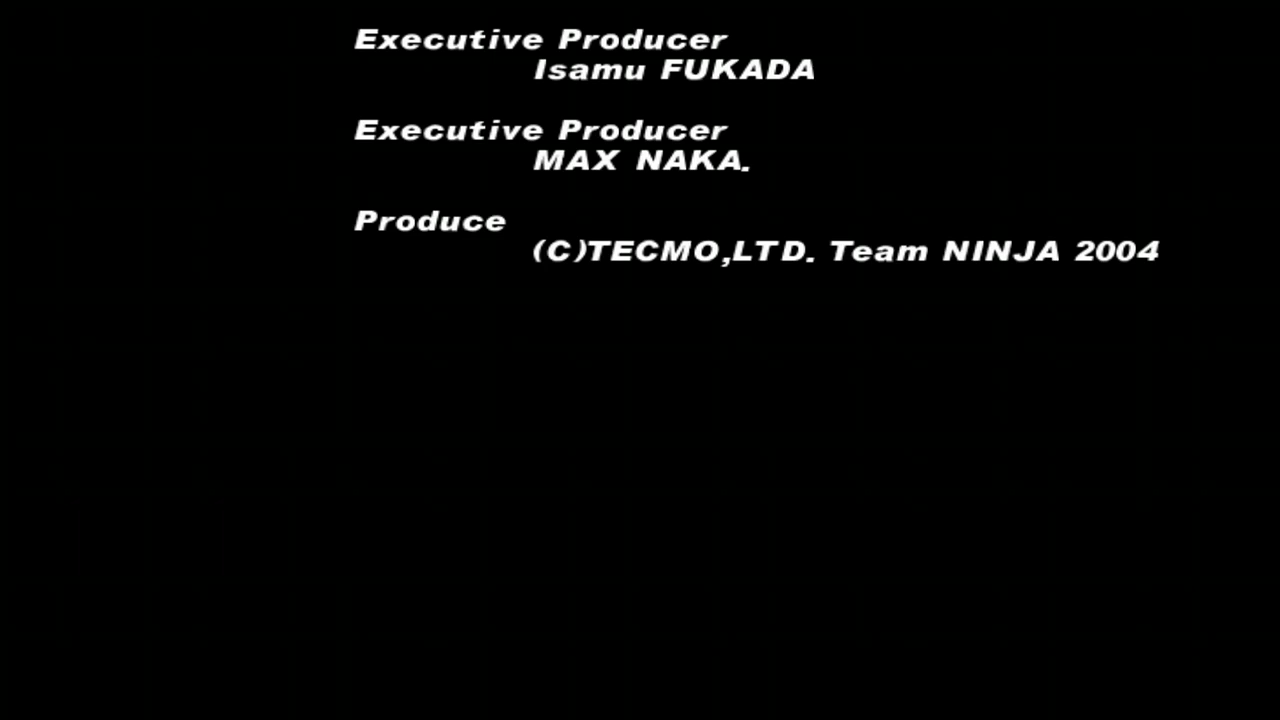 Executive Producer
Isamu FUKADA
Executive Producer
MAX NAKA.
Produce
(C)TECMO,LTD. Team NINJA 2004